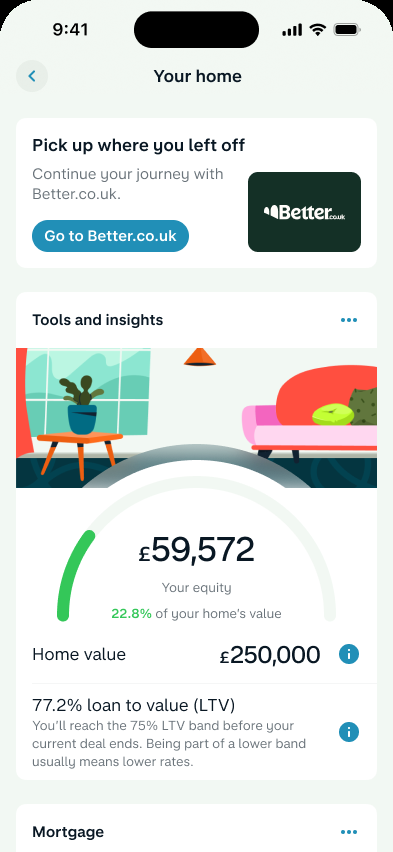 9:41
Your home
Pick up where you left off
Continue your journey with
Better.co.uk.
Go to Better.co.uk
Better.co.uk
Tools and insights
£59,572
Your equity
22.8% of your home's value
Home value
£250,000
77.2% loan to value (LTV)
You'll reach the 75% LTV band before your
current deal ends. Being part of a lower band
usually means lower rates.
Mortgage